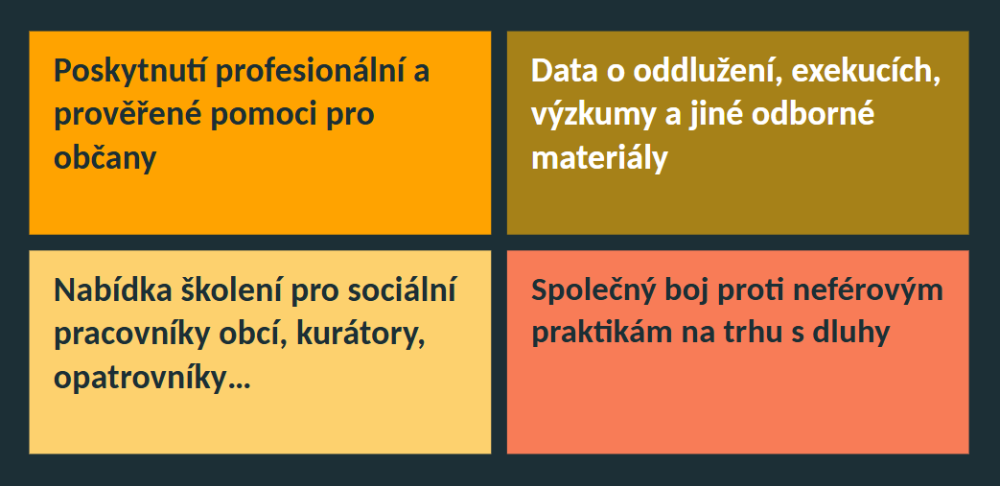 Poskytnutí profesionální a
prověřené pomoci pro
občany
Data o oddlužení, exekucích,
výzkumy a jiné odborné
materiály
Nabídka školení pro sociální
pracovníky obcí, kurátory,
opatrovníky...
Společný boj proti neférovým
praktikám na trhu s dluhy